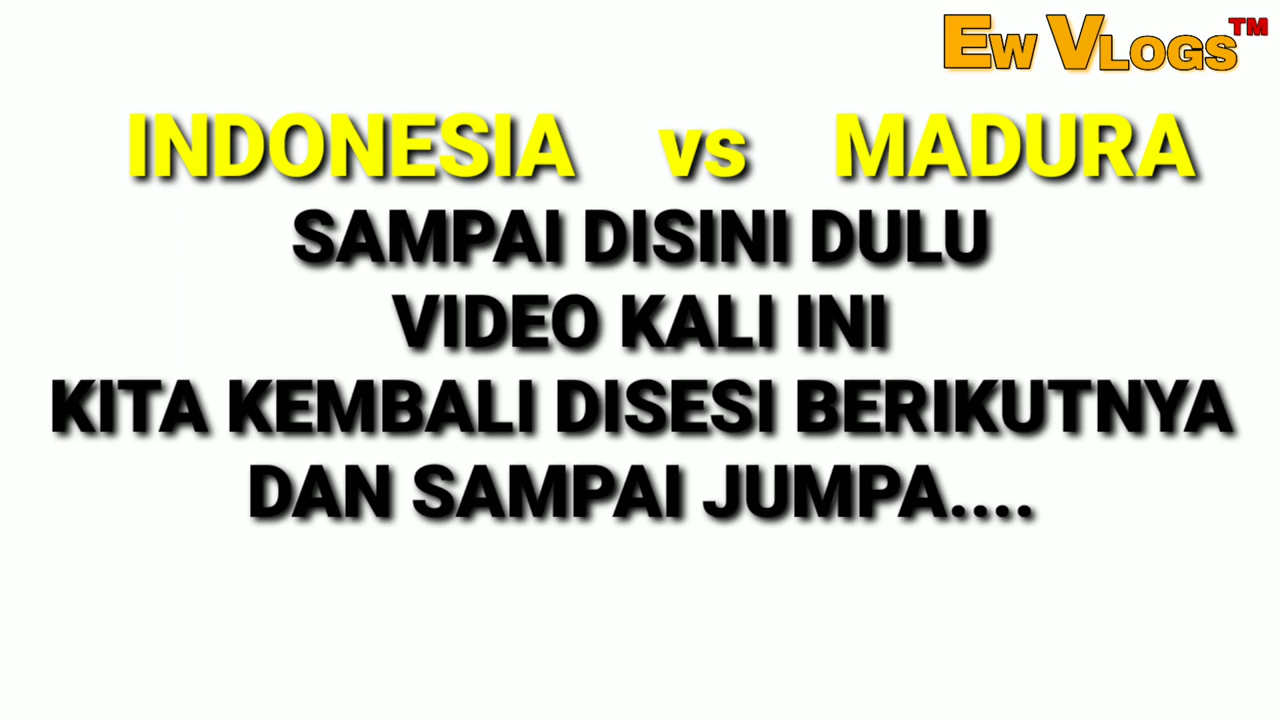 EW VLOGS™
INDONESIA vs MADURA
SAMPAI DISINI DULU
VIDEO KALI INI
KITA KEMBALI DISESI BERIKUTNYA
DAN SAMPAI JUMPA....